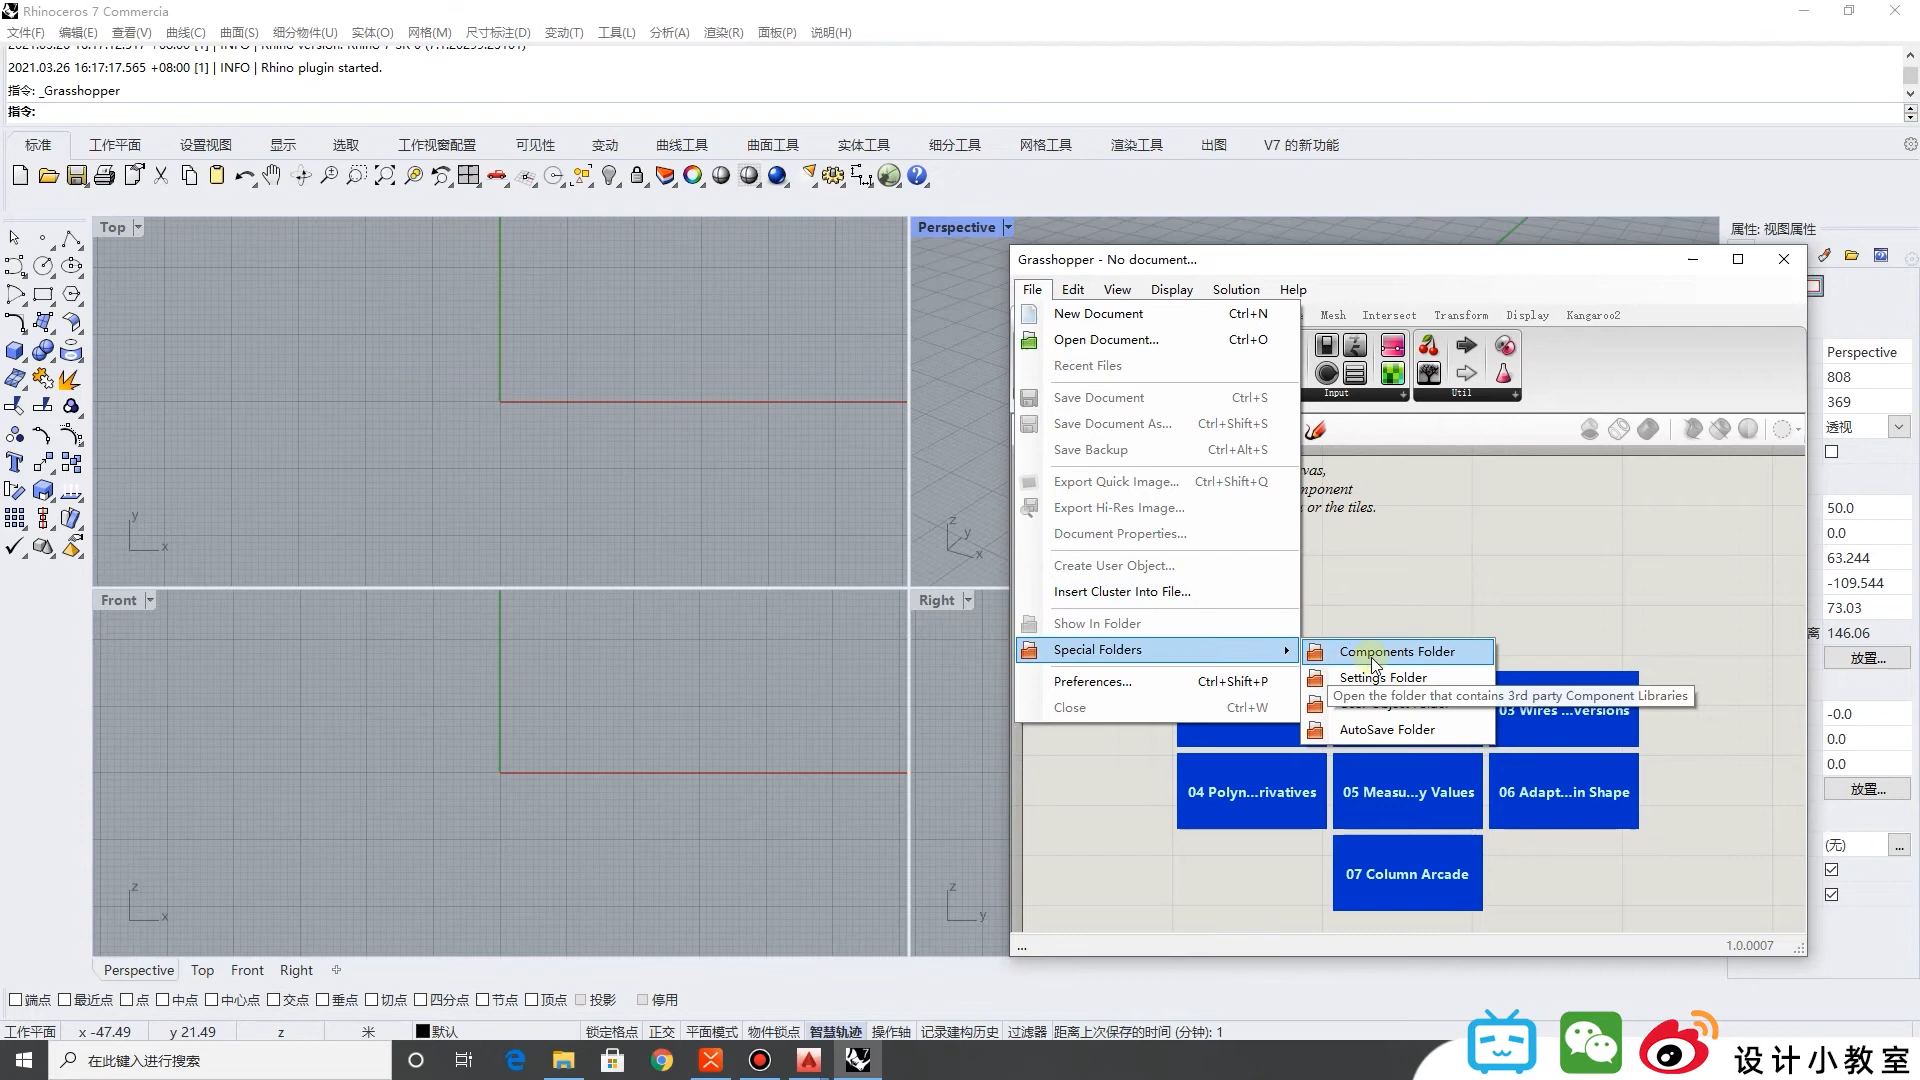 Rhinoceros 7 Commercia
文件(F) 编辑(E) 查看(V) 曲线(C) 曲面(S) 细分物件(U) 实体(O) 网格(M) 尺寸标注(D) 变动(T) 工具(L) 分析(A) 渲染(R) 面板(P) 说明(H)
2021.03.26 16:17:17.565 +08:00 [1] | INFO | Rhino plugin started.
指令: _Grasshopper
指令:
标准 工作平面 设置视图 显示 选取 工作视窗配置 可见性 变动 曲线工具 曲面工具 实体工具 细分工具 网格工具 渲染工具 出图 V7 的新功能
Top
Perspective
属性: 视图属性
Grasshopper - No document...
File Edit View Display Solution Help
Mesh Intersect Transform Display Kangaroo2
Input Util
New Document Ctrl+N
Open Document... Ctrl+O
Recent Files
Save Document Ctrl+S
Save Document As... Ctrl+Shift+S
Save Backup Ctrl+Alt+S
Export Quick Image... Ctrl+Shift+Q
Export Hi-Res Image...
Document Properties...
Create User Object...
Insert Cluster Into File...
Show In Folder
Special Folders
Preferences... Ctrl+Shift+P
Close Ctrl+W
Components Folder
Settings Folder
Open the folder that contains 3rd party Component Libraries
AutoSave Folder
vas,
mponent
or the tiles.
03 Wires ...versions
04 Polyn...rivatives
05 Measu...y Values
06 Adapt...in Shape
07 Column Arcade
...
1.0.0007
Perspective
808
369
透视
50.0
0.0
63.244
-109.544
73.03
离 146.06
放置...
-0.0
0.0
0.0
放置...
(无) ...
y
x
z
y
x
Front
Right
z
x
z
y
Perspective Top Front Right
端点 最近点 点 中点 中心点 交点 垂点 切点 四分点 节点 顶点 投影 停用
工作平面 x -47.49 y 21.49 z 米 默认 锁定格点 正交 平面模式 物件锁点 智慧轨迹 操作轴 记录建构历史 过滤器 距离上次保存的时间 (分钟): 1
在此键入进行搜索
设计小教室